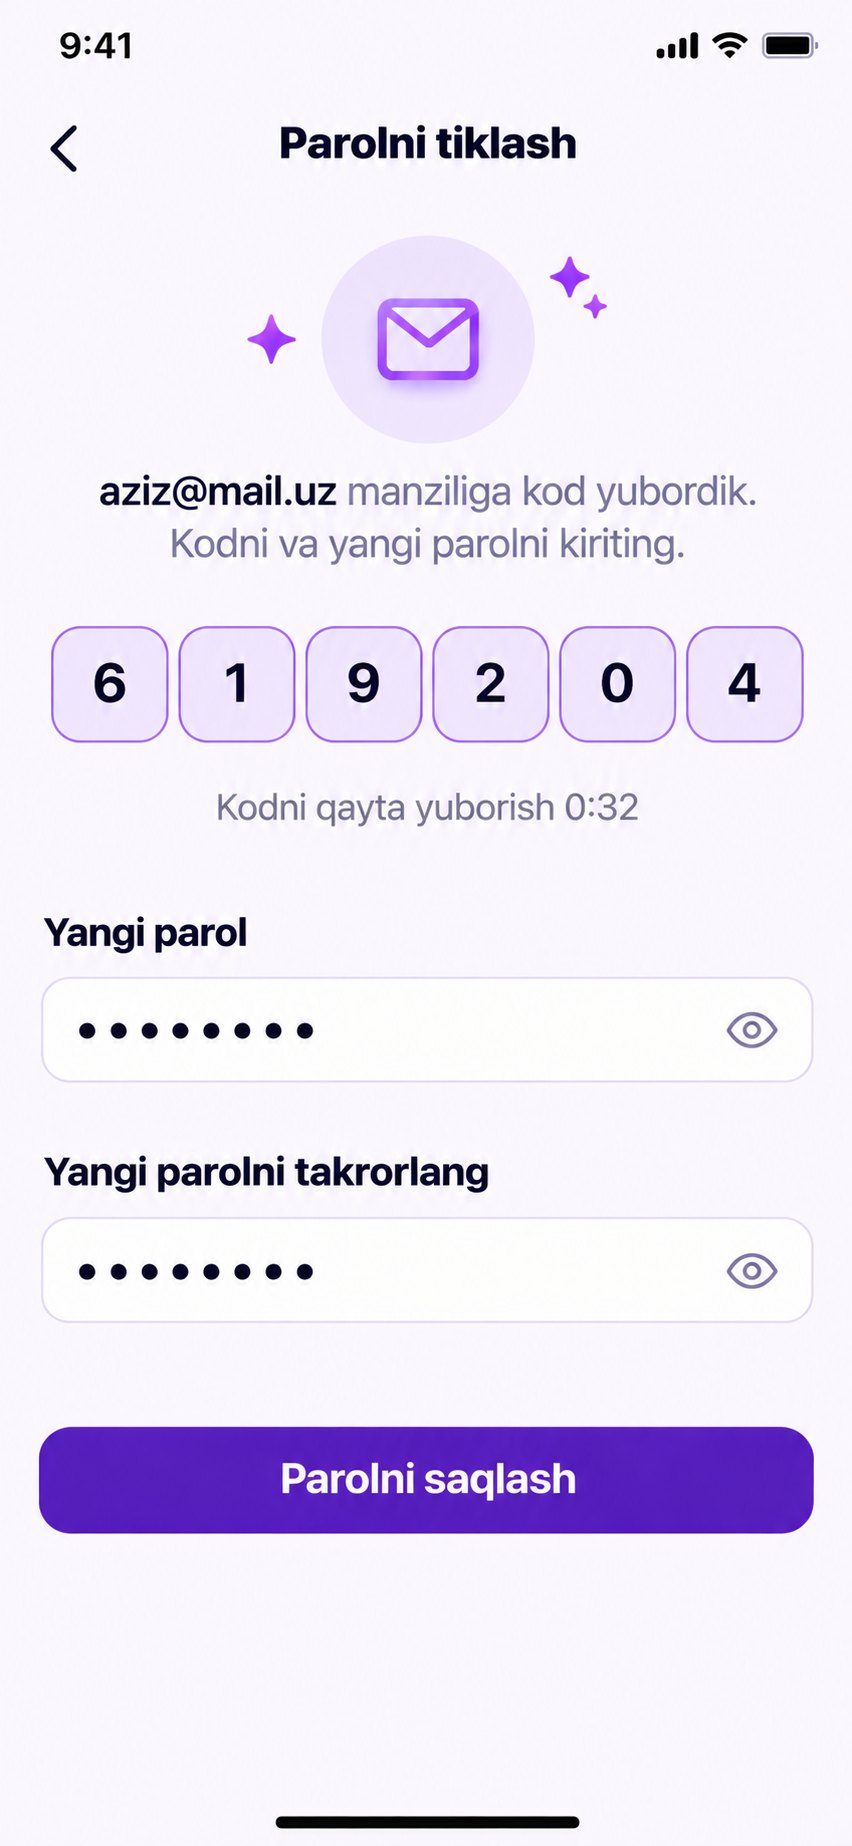 9:41
Parolni tiklash
aziz@mail.uz manziliga kod yubordik.
Kodni va yangi parolni kiriting.
6 1 9 2 0 4
Kodni qayta yuborish 0:32
Yangi parol
••••••••
Yangi parolni takrorlang
••••••••
Parolni saqlash